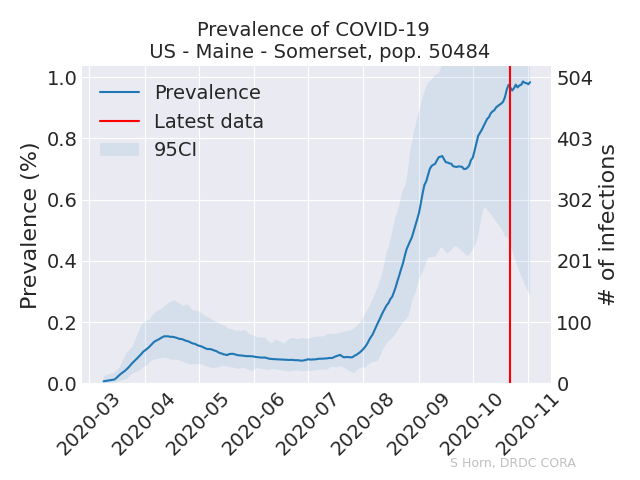 Prevalence of COVID-19
US - Maine - Somerset, pop. 50484
Prevalence
Latest data
95CI
Prevalence (%)
1.0
0.8
0.6
0.4
0.2
0.0
504
403
302
201
100
0
# of infections
2020-03
2020-04
2020-05
2020-06
2020-07
2020-08
2020-09
2020-10
2020-11
S Horn, DRDC CORA